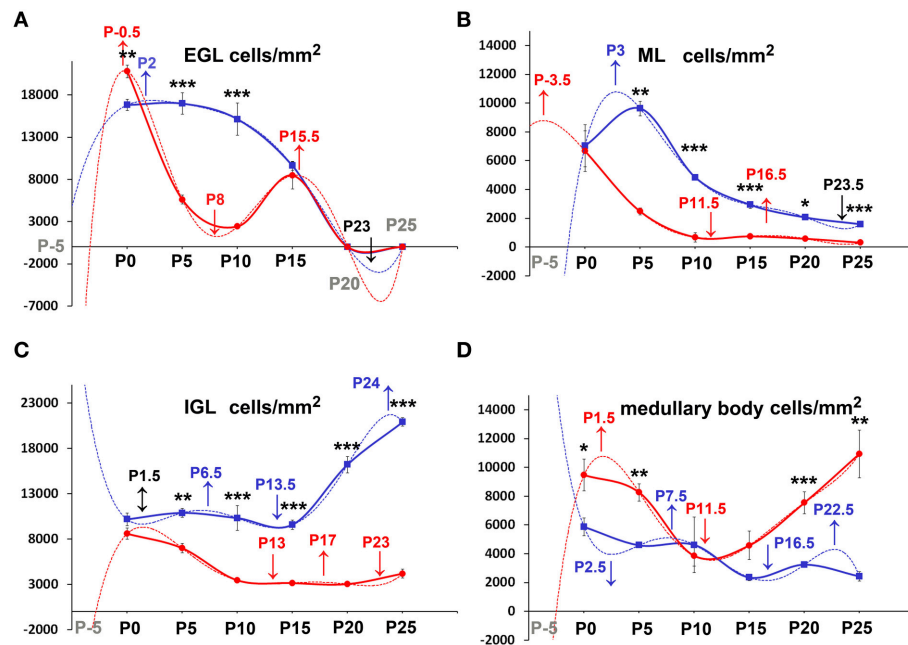 A
EGL cells/mm2
P-0.5
**
P2
***
***
P15.5
P8
P23
P25
P20
18000
13000
8000
3000
-2000
-7000
P-5
P0 P5 P10 P15
B
ML cells/mm2
P3
P-3.5
**
***
***
P16.5
P11.5
*
P23.5
***
14000
12000
10000
8000
6000
4000
2000
0
-2000
P-5
P0 P5 P10 P15 P20 P25
C
IGL cells/mm2
P24
***
***
P1.5
**
P6.5
***
P13.5
***
P13
P17
P23
23000
18000
13000
8000
3000
-2000
P-5
P0 P5 P10 P15 P20 P25
D
medullary body cells/mm2
P1.5
*
**
P7.5
P11.5
P2.5
***
**
P22.5
P16.5
14000
12000
10000
8000
6000
4000
2000
0
-2000
P-5
P0 P5 P10 P15 P20 P25